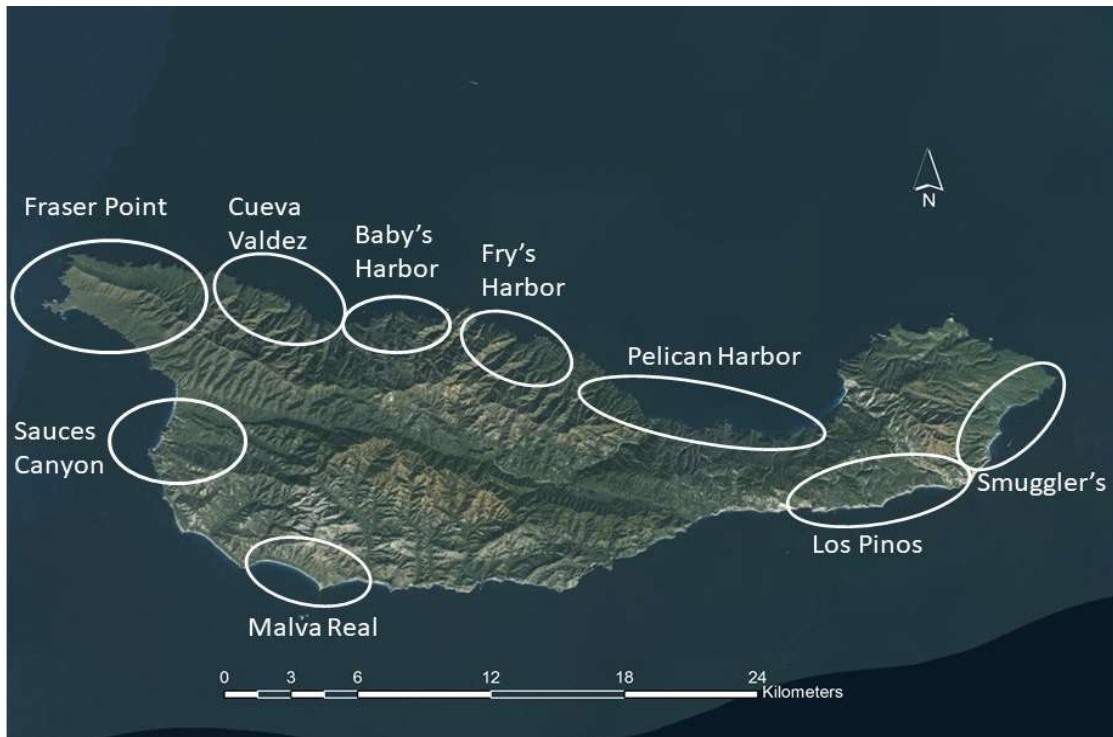 Fraser Point
Cueva
Valdez
Baby's
Harbor
Fry's
Harbor
N
Pelican Harbor
Sauces
Canyon
Smuggler's
Los Pinos
Malva Real
0 3 6 12 18 24
Kilometers